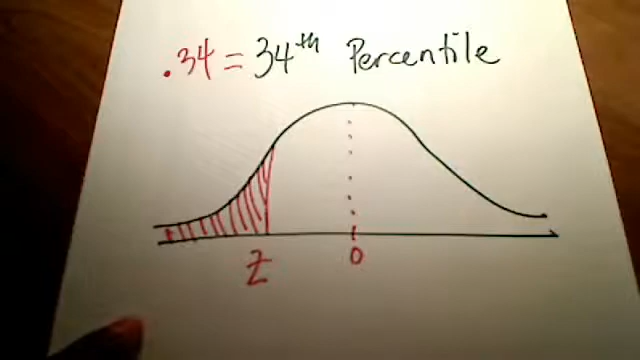 .34 = 34th Percentile
Z 0